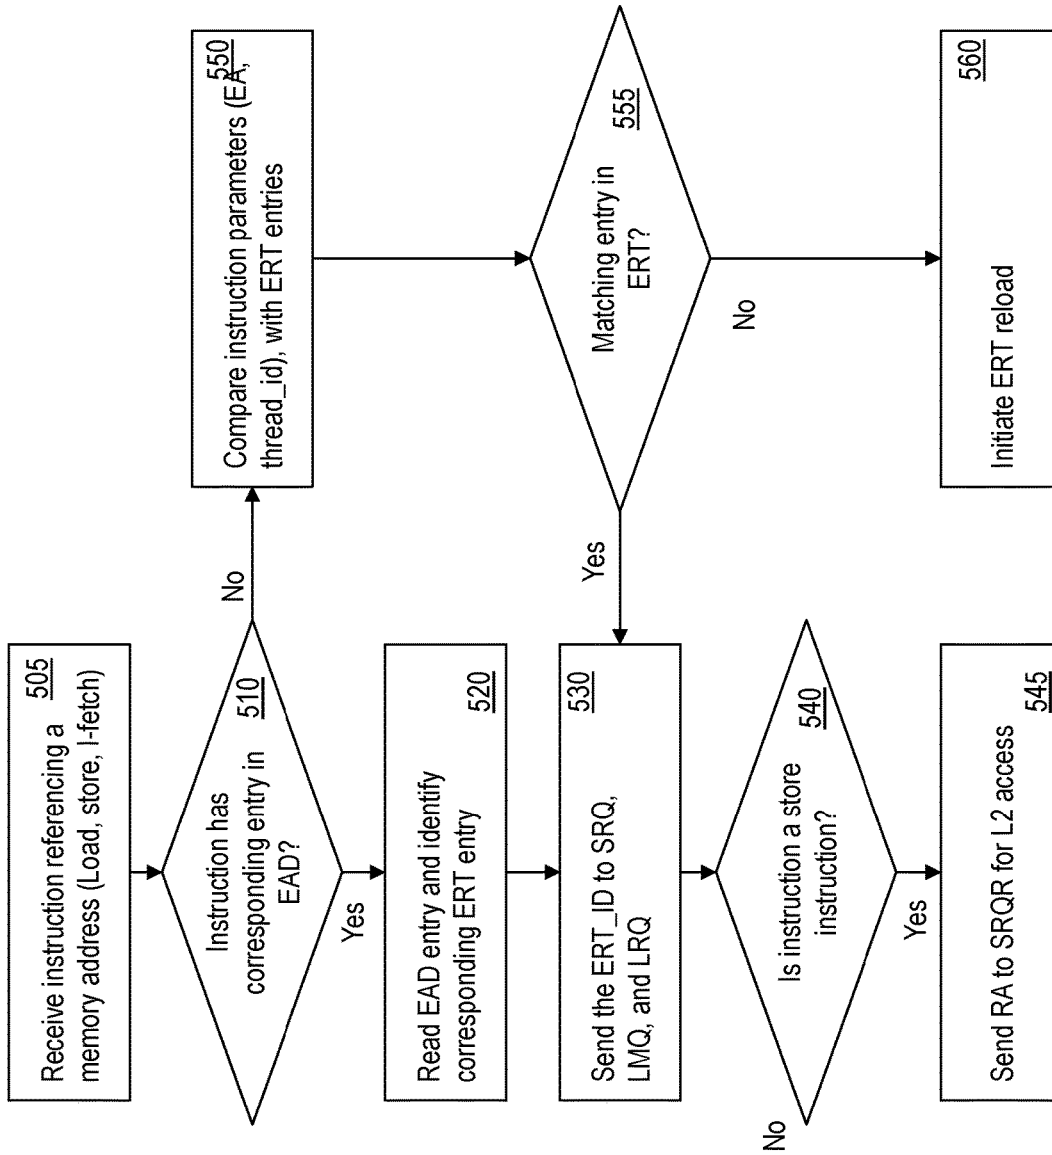 505
Receive instruction referencing a
memory address (Load, store, I-fetch)
Instruction has
corresponding entry in
EAD?
510
No
Yes
550
Compare instruction parameters (EA,
thread_id), with ERT entries
Read EAD entry and identify
corresponding ERT entry
520
Matching entry in
ERT?
555
Yes
No
530
Send the ERT_ID to SRQ,
LMQ, and LRQ
Is instruction a store
instruction?
540
No
Yes
545
Send RA to SRQR for L2 access
560
Initiate ERT reload